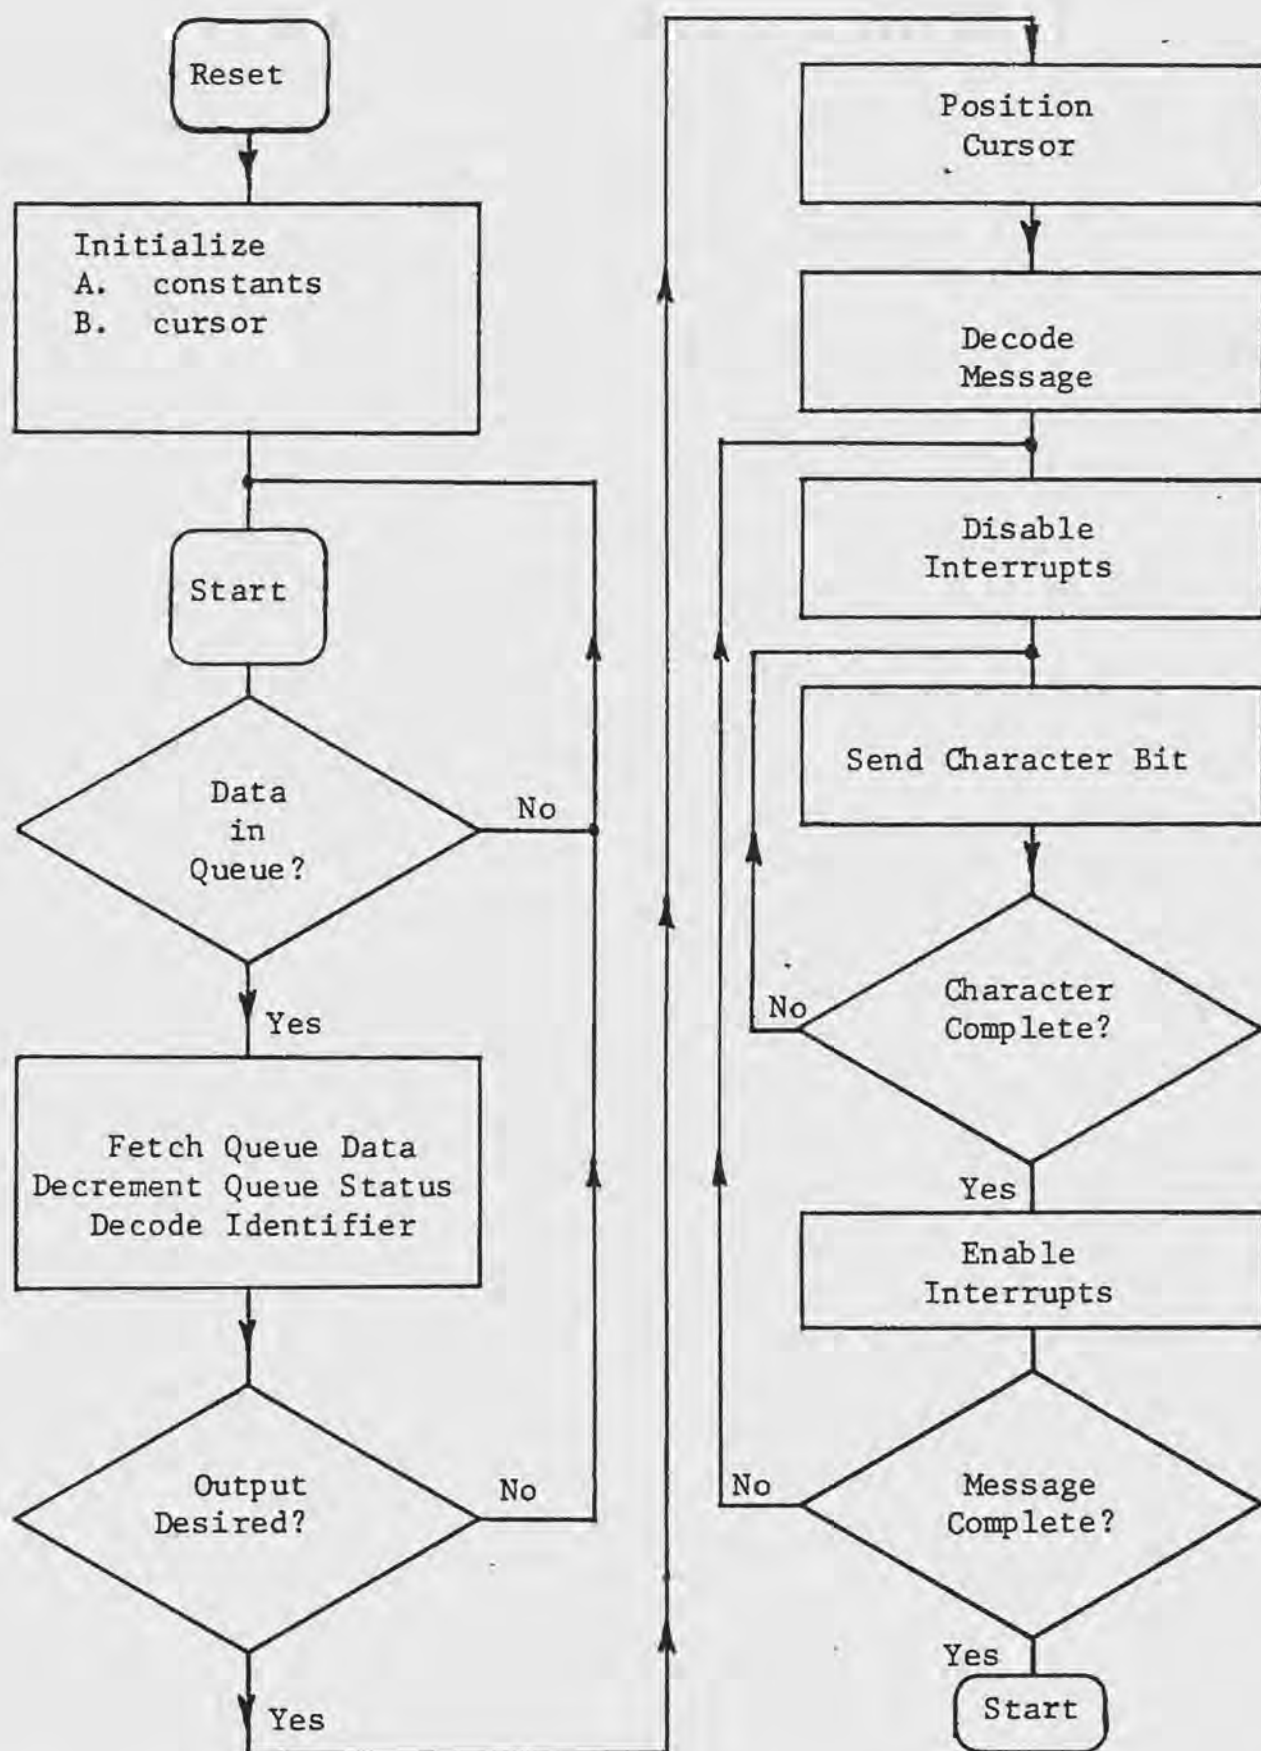 Reset
Initialize
A. constants
B. cursor
Start
Data
in
Queue?
No
Yes
Fetch Queue Data
Decrement Queue Status
Decode Identifier
Output
Desired?
No
Yes
Position
Cursor
Decode
Message
Disable
Interrupts
Send Character Bit
Character
Complete?
No
Yes
Enable
Interrupts
Message
Complete?
No
Yes
Start